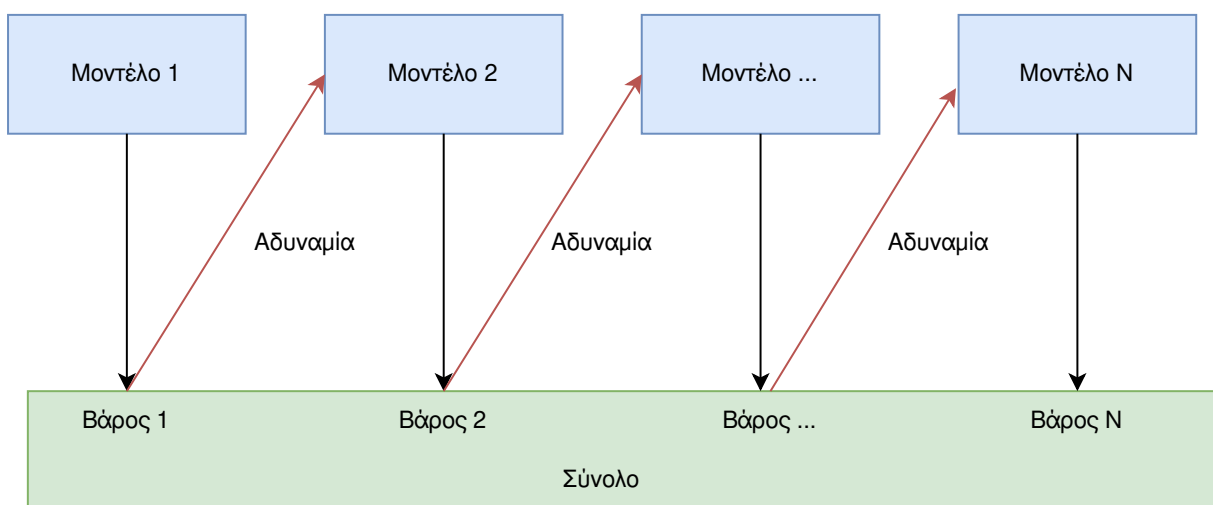 Μοντέλο 1
Μοντέλο 2
Μοντέλο ...
Μοντέλο N
Αδυναμία
Αδυναμία
Αδυναμία
Βάρος 1
Βάρος 2
Βάρος ...
Βάρος N
Σύνολο